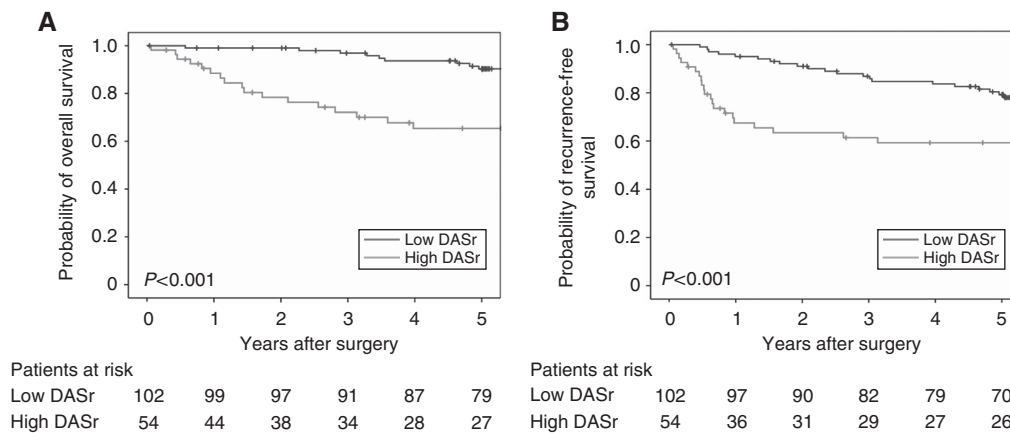 A
Probability of overall survival
1.0
0.8
0.6
0.4
0.2
0
Low DASr
High DASr
P<0.001
0 1 2 3 4 5
Years after surgery
Patients at risk
Low DASr 102 99 97 91 87 79
High DASr 54 44 38 34 28 27
B
Probability of recurrence-free
survival
1.0
0.8
0.6
0.4
0.2
0
Low DASr
High DASr
P<0.001
0 1 2 3 4 5
Years after surgery
Patients at risk
Low DASr 102 97 90 82 79 70
High DASr 54 36 31 29 27 26